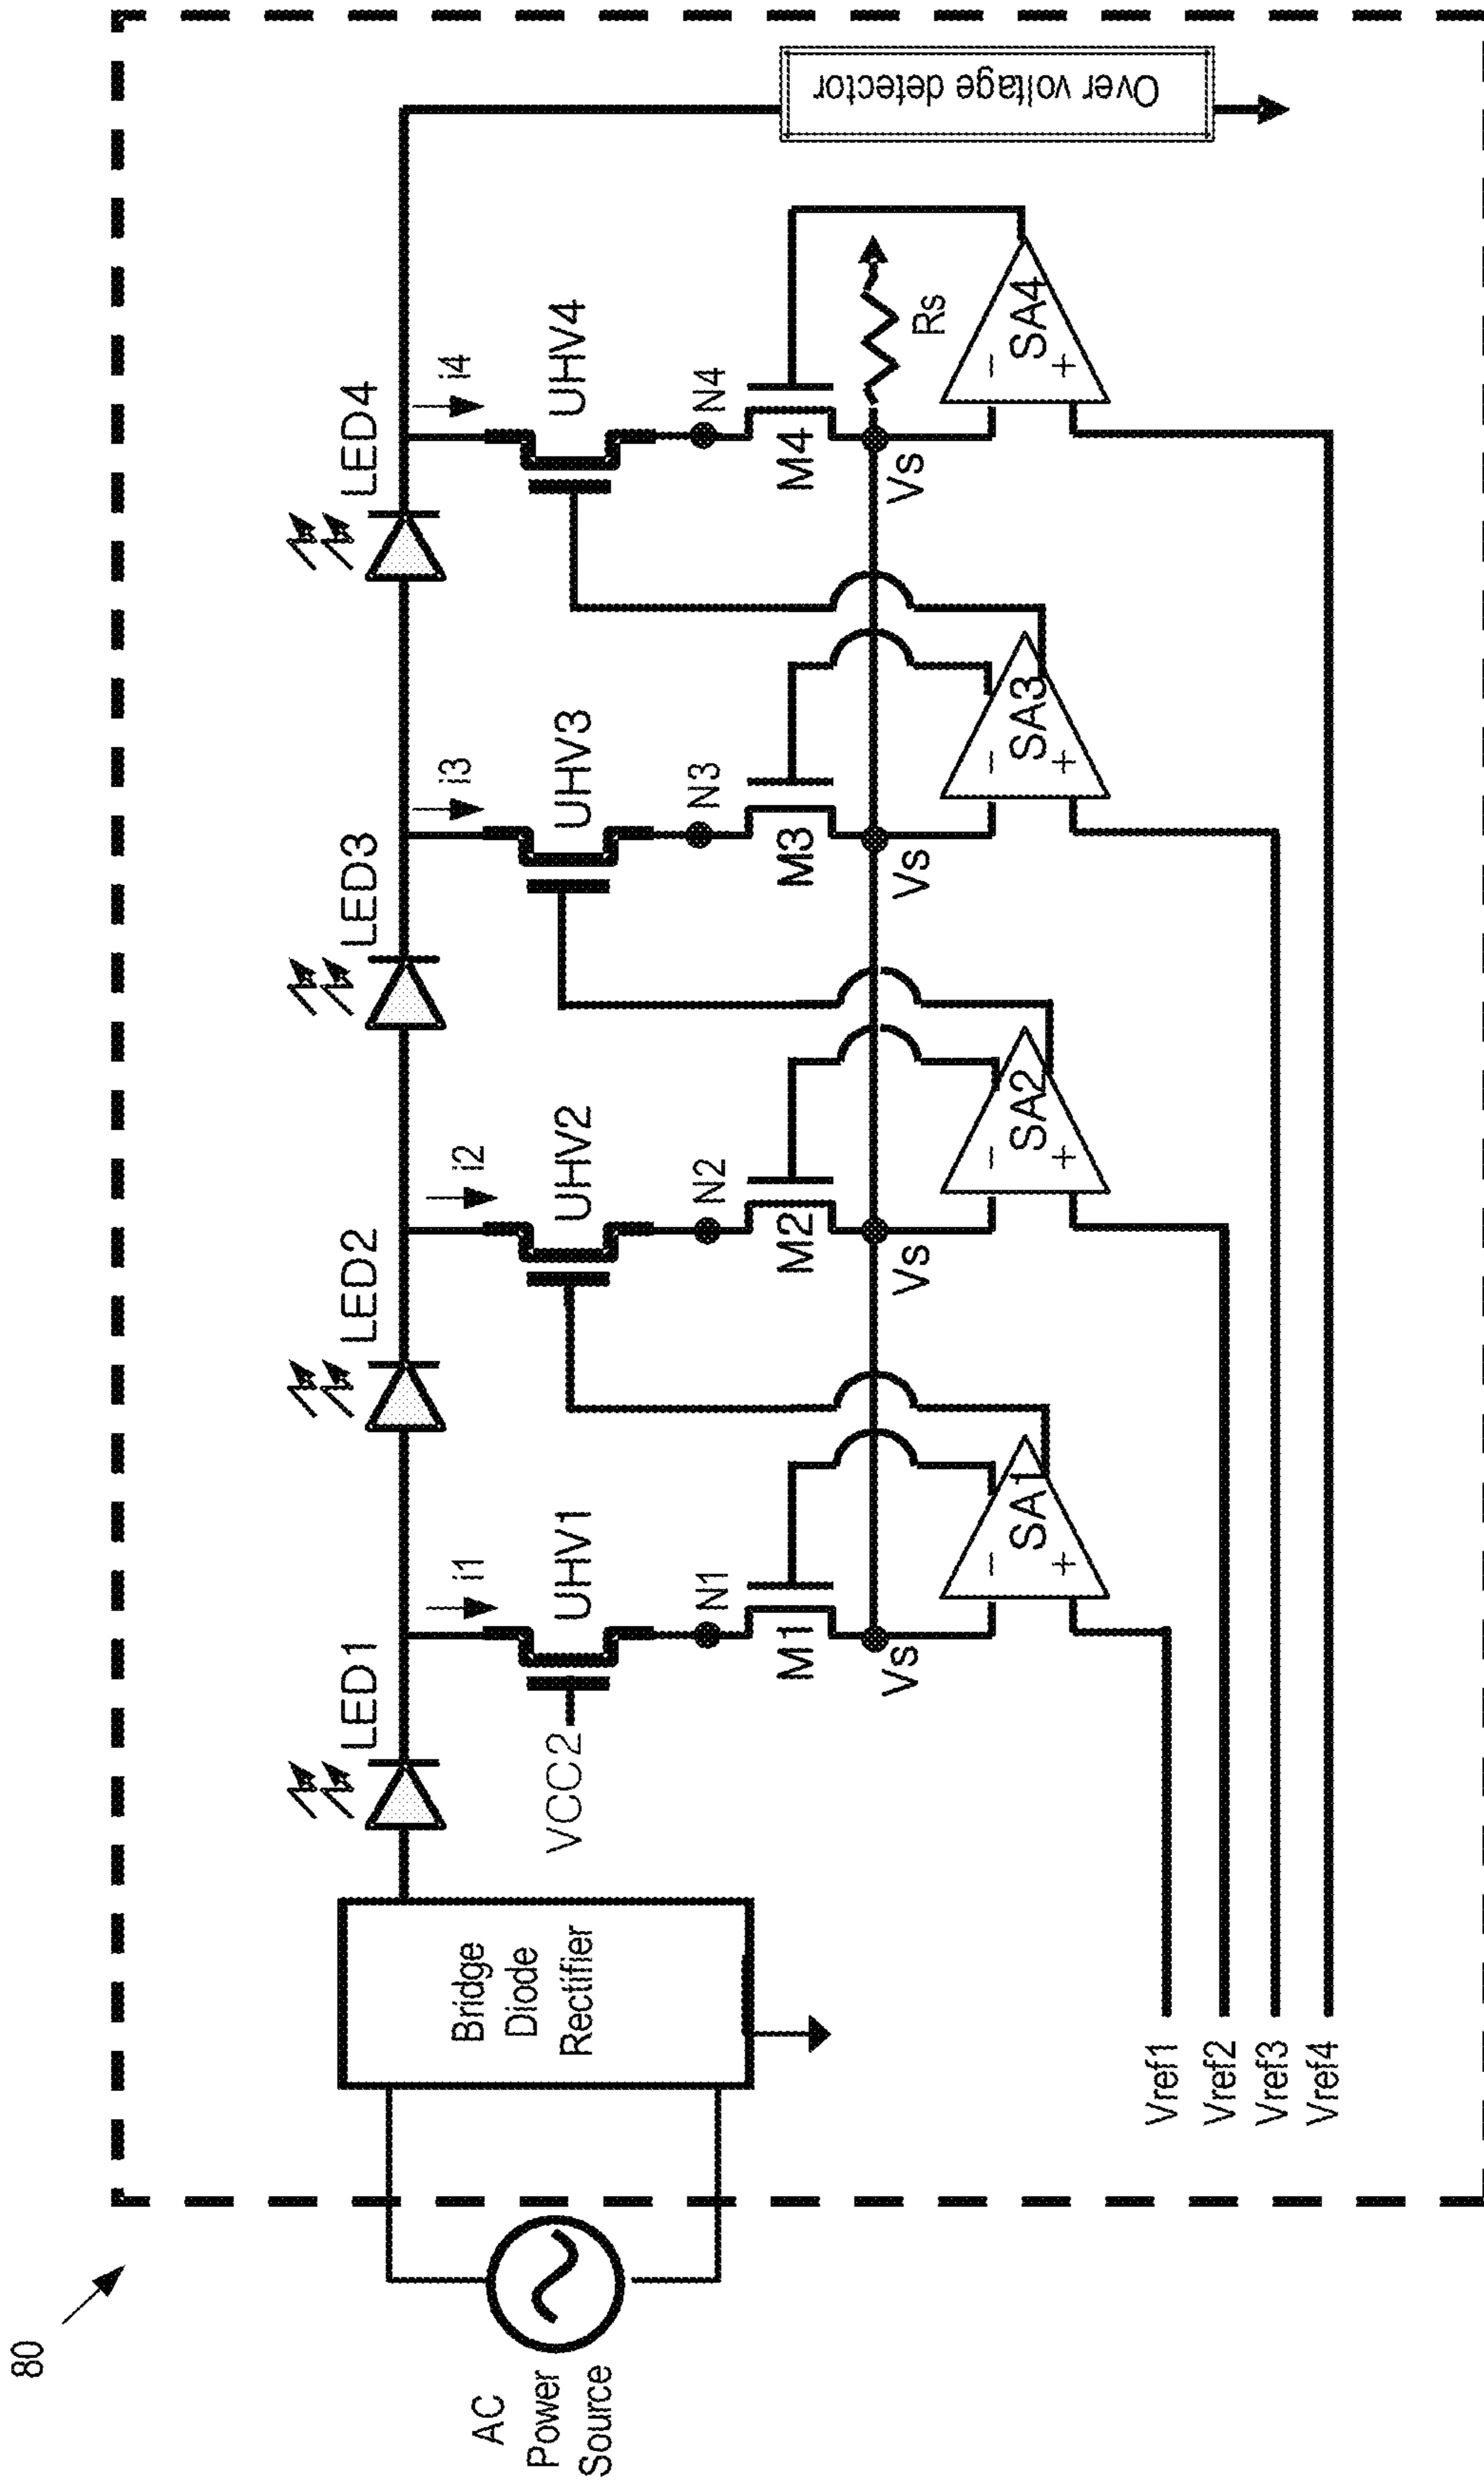 80
AC
Power
Source
Bridge
Diode
Rectifier
LED1
LED2
LED3
LED4
i1
i2
i3
i4
VCC2
UHV1
UHV2
UHV3
UHV4
N1
N2
N3
N4
M1
M2
M3
M4
Vs
Vs
Vs
Vs
Rs
SA1
- +
SA2
- +
SA3
- +
SA4
- +
Vref1
Vref2
Vref3
Vref4
Over voltage detector